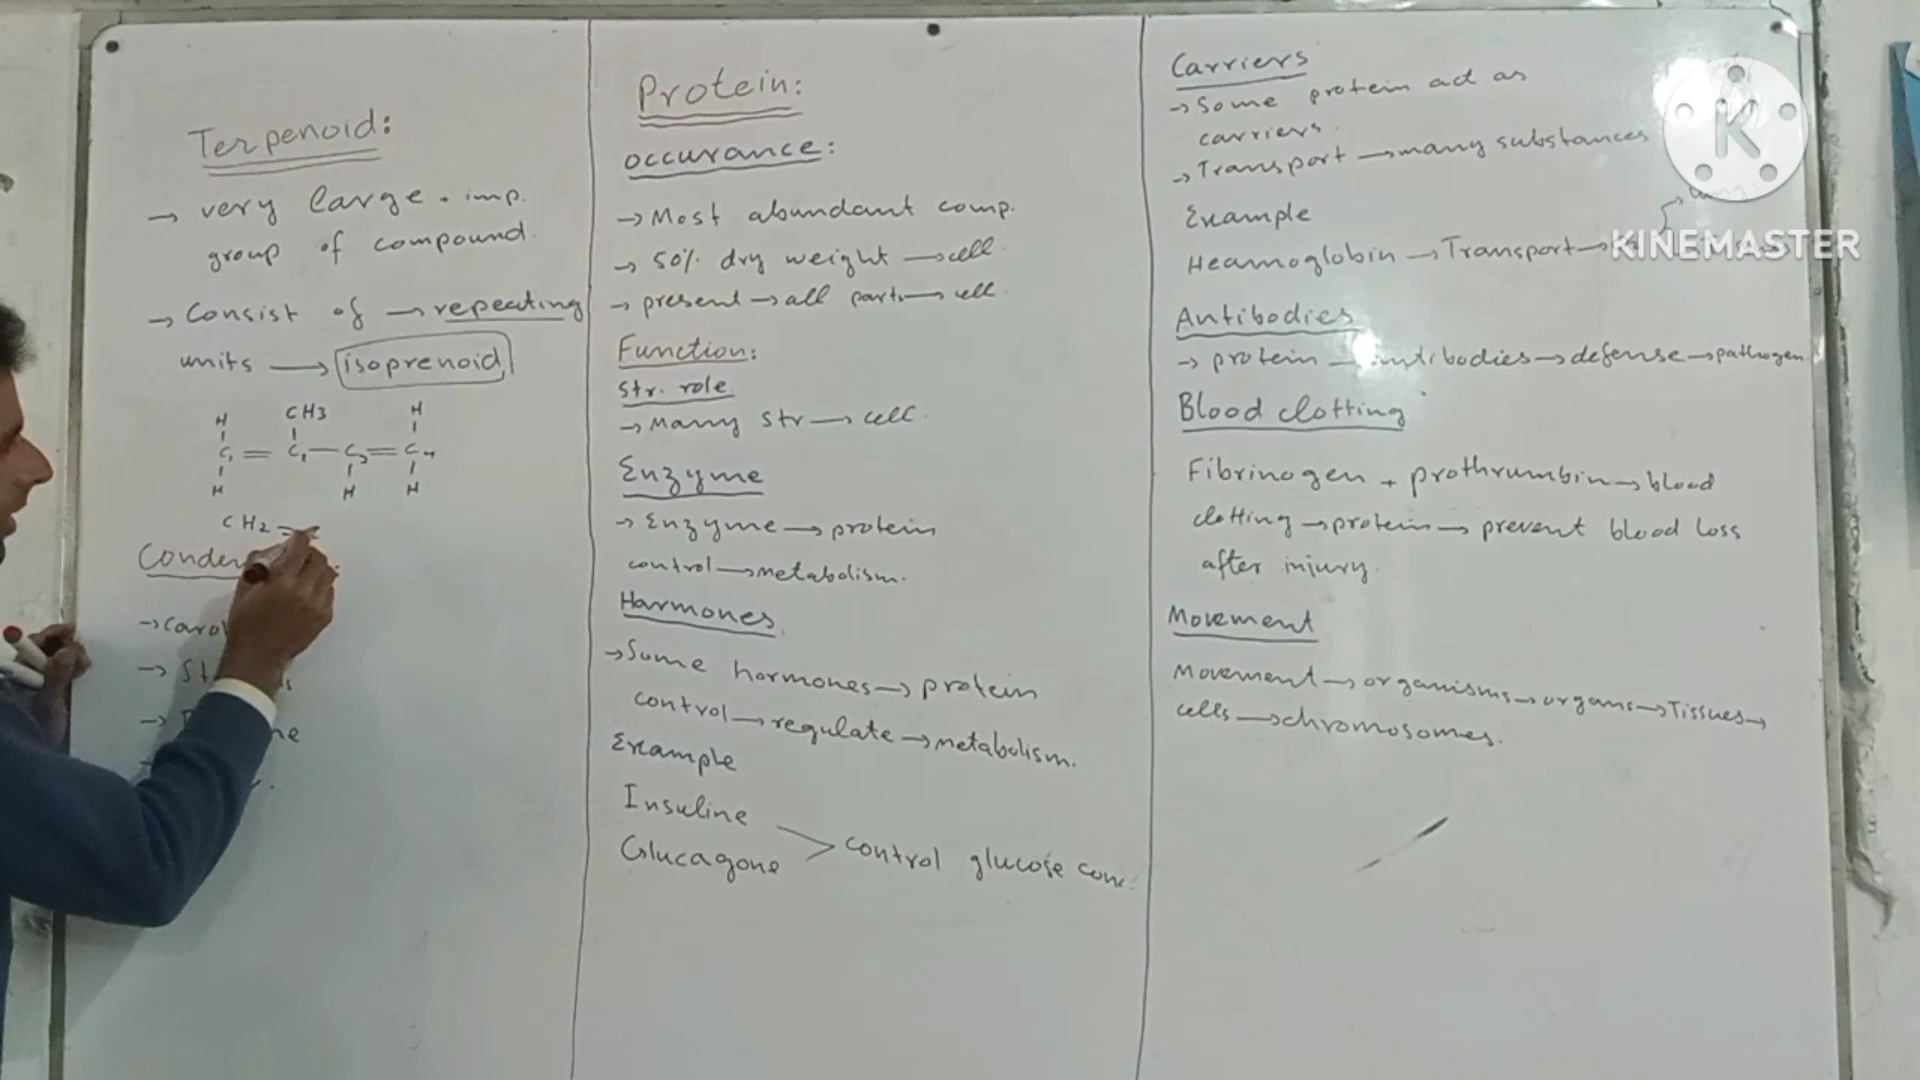 Terpenoid:
→ very large . imp.
group of compound.
→ Consist of → repeating
units → isoprenoid
H CH3 H
C1 = C1 — C3 = C4
H H H
CH2 =
→
→
→
Protein:
occurance:
→ Most abundant comp.
→ 50% dry weight → cell.
→ present → all parts → cell.
Function:
Str. role
→ Many str → cell.
Enzyme
→ Enzyme → protein
control → metabolism.
Harmones
→ Some hormones → protein
control → regulate → metabolism.
Example
Insuline
Glucagone > control glucose conc.
Carriers
→ Some protein act as
carriers.
→ Transport → many substances
Example
Heamoglobin → Transport →
Antibodies
→ protein → antibodies → defense → pathogen.
Blood clotting
Fibrinogen + prothrumbin → blood
clotting → protein → prevent blood loss
after injury.
Movement
Movement → organisms → organs → Tissues →
cells → chromosomes.
K
KINEMASTER